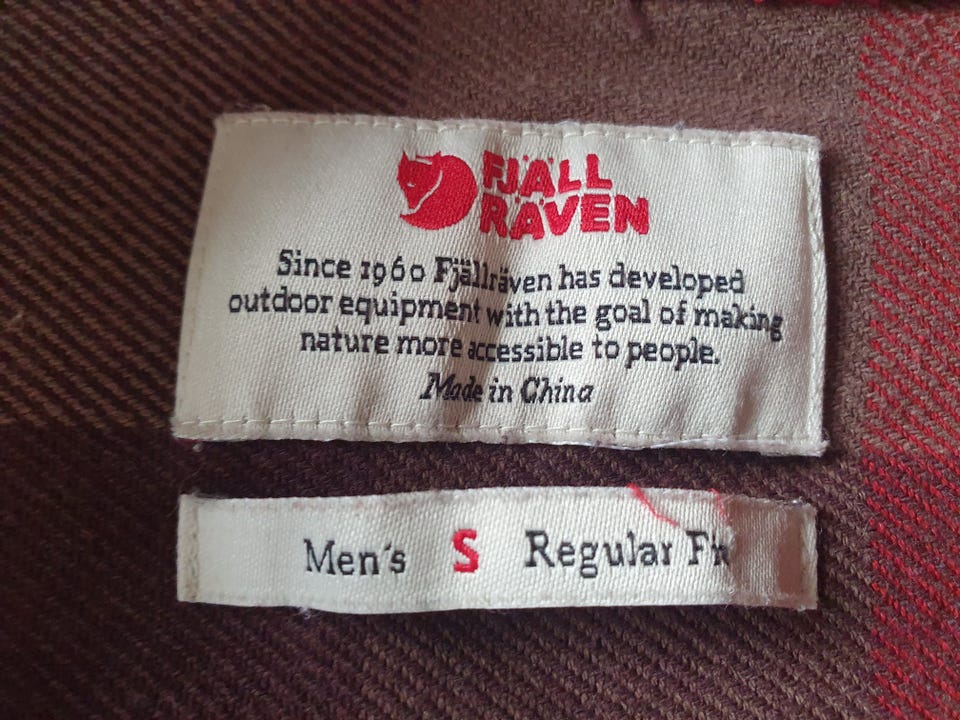 FJÄLL
RÄVEN
Since 1960 Fjällräven has developed
outdoor equipment with the goal of making
nature more accessible to people.
Made in China
Men's S Regular Fit